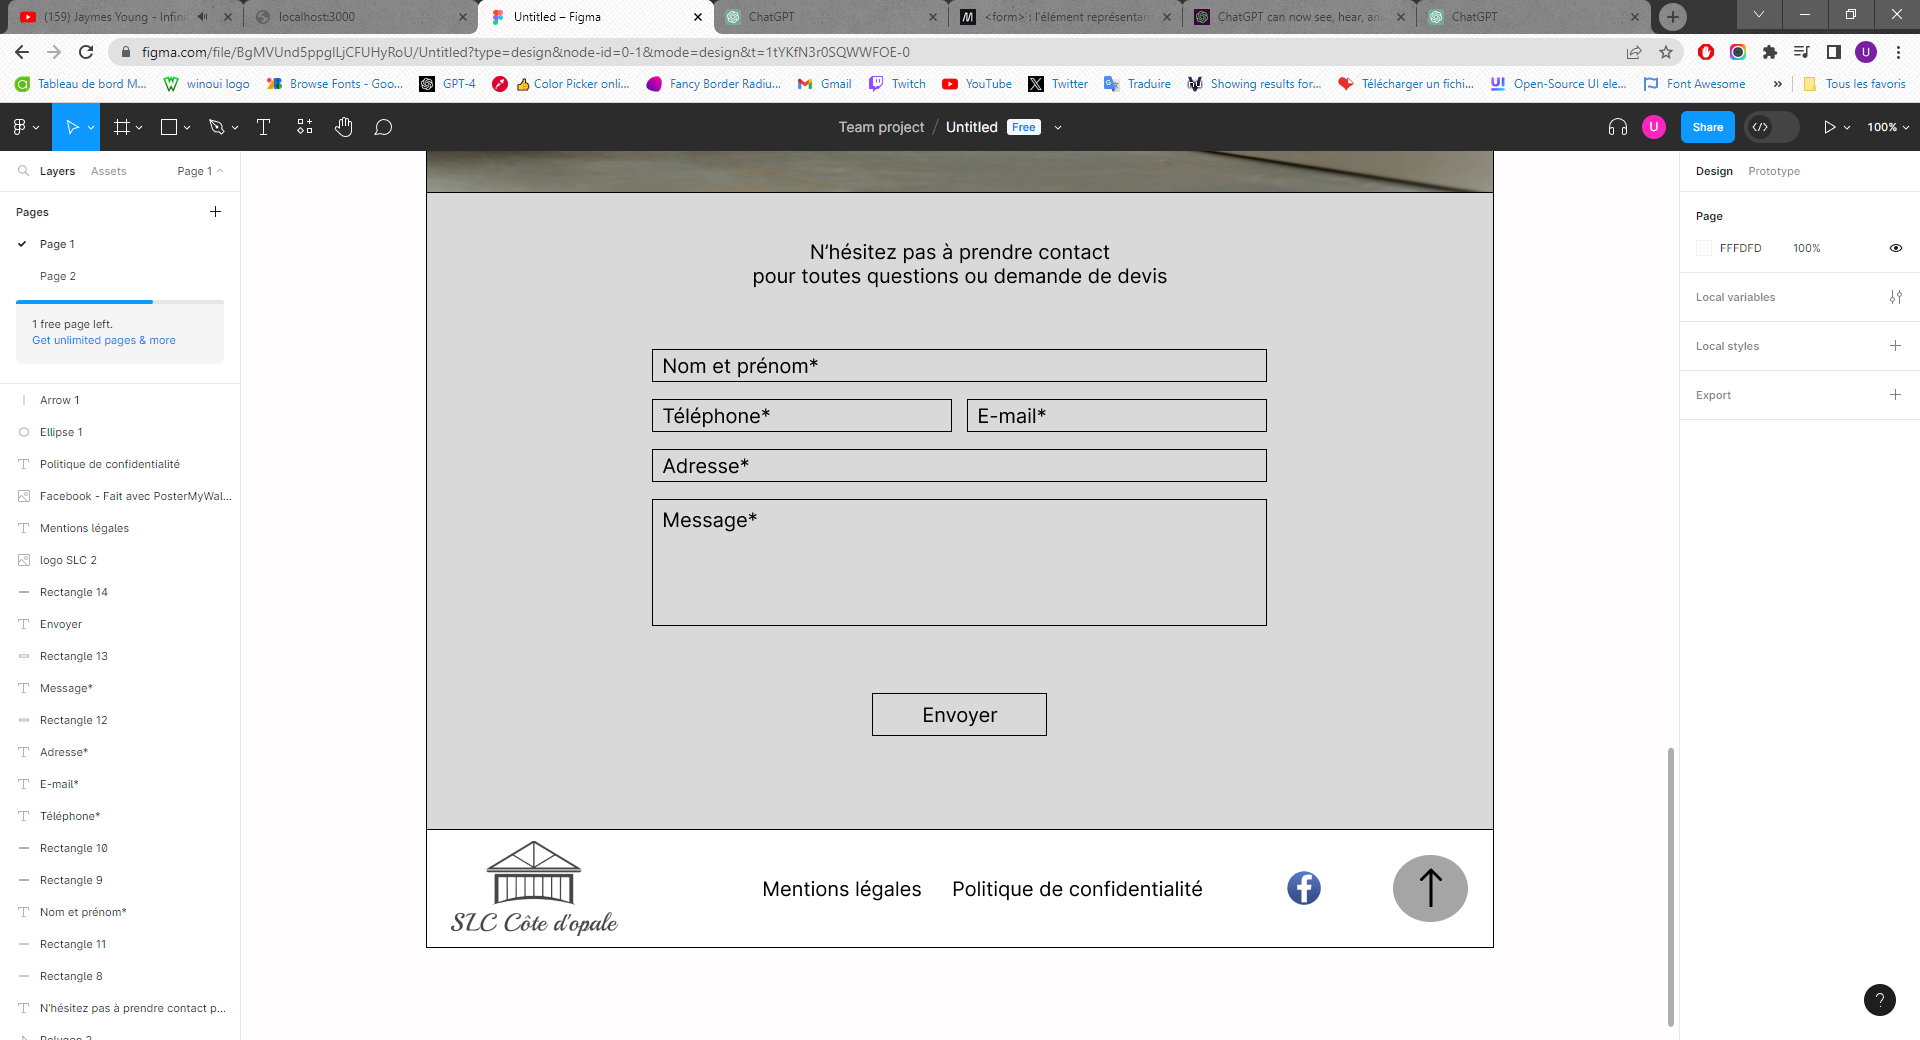 (159) Jaymes Young - Infini
localhost:3000
Untitled – Figma
ChatGPT
<form> : l'élément représentan
ChatGPT can now see, hear, an
ChatGPT
figma.com/file/BgMVUnd5ppgILjCFUHyRoU/Untitled?type=design&node-id=0-1&mode=design&t=1tYKfN3r0SQWWFOE-0
Tableau de bord M...
winoui logo
Browse Fonts - Goo...
GPT-4
Color Picker onli...
Fancy Border Radiu...
Gmail
Twitch
YouTube
Twitter
Traduire
Showing results for...
Télécharger un fichi...
Open-Source UI ele...
Font Awesome
»
Tous les favoris
Team project / Untitled Free
U
Share
100%
Layers Assets Page 1
Design Prototype
Pages
Page 1
Page 2
1 free page left.
Get unlimited pages & more
Arrow 1
Ellipse 1
Politique de confidentialité
Facebook - Fait avec PosterMyWal...
Mentions légales
logo SLC 2
Rectangle 14
Envoyer
Rectangle 13
Message*
Rectangle 12
Adresse*
E-mail*
Téléphone*
Rectangle 10
Rectangle 9
Nom et prénom*
Rectangle 11
Rectangle 8
N'hésitez pas à prendre contact p...
Polygon 2
N'hésitez pas à prendre contact
pour toutes questions ou demande de devis
Nom et prénom*
Téléphone* E-mail*
Adresse*
Message*
Envoyer
SLC Côte d'opale
Mentions légales Politique de confidentialité
Page
FFFDFD 100%
Local variables
Local styles
Export
?